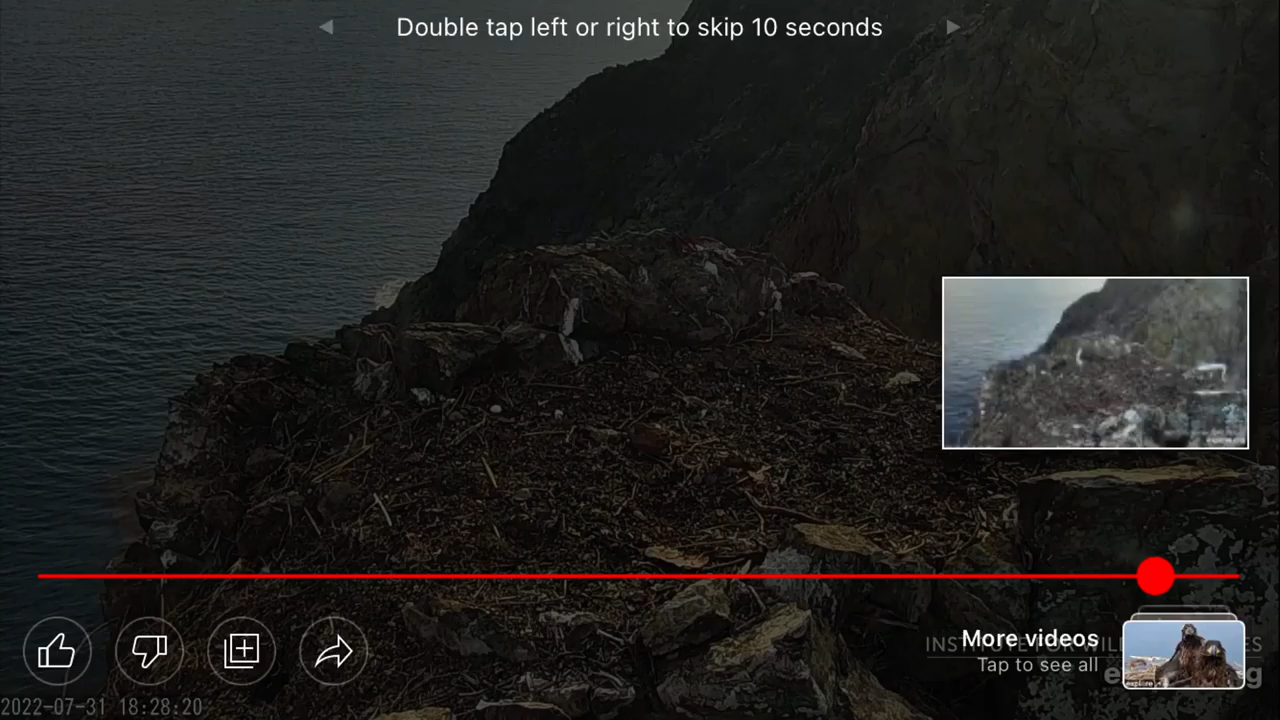 Double tap left or right to skip 10 seconds
More videos
Tap to see all
explore
2022-07-31 18:28:20